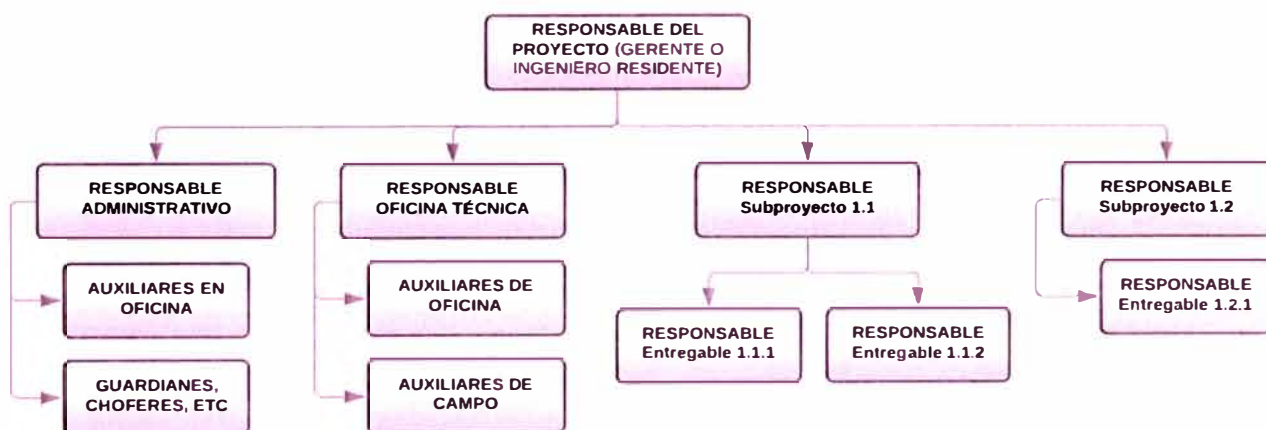 RESPONSABLE DEL
PROYECTO (GERENTE O
INGENIERO RESIDENTE)
RESPONSABLE
ADMINISTRATIVO
RESPONSABLE
OFICINA TÉCNICA
RESPONSABLE
Subproyecto 1.1
RESPONSABLE
Subproyecto 1.2
AUXILIARES EN
OFICINA
AUXILIARES DE
OFICINA
RESPONSABLE
Entregable 1.1.1
RESPONSABLE
Entregable 1.1.2
RESPONSABLE
Entregable 1.2.1
GUARDIANES,
CHOFERES, ETC
AUXILIARES DE
CAMPO